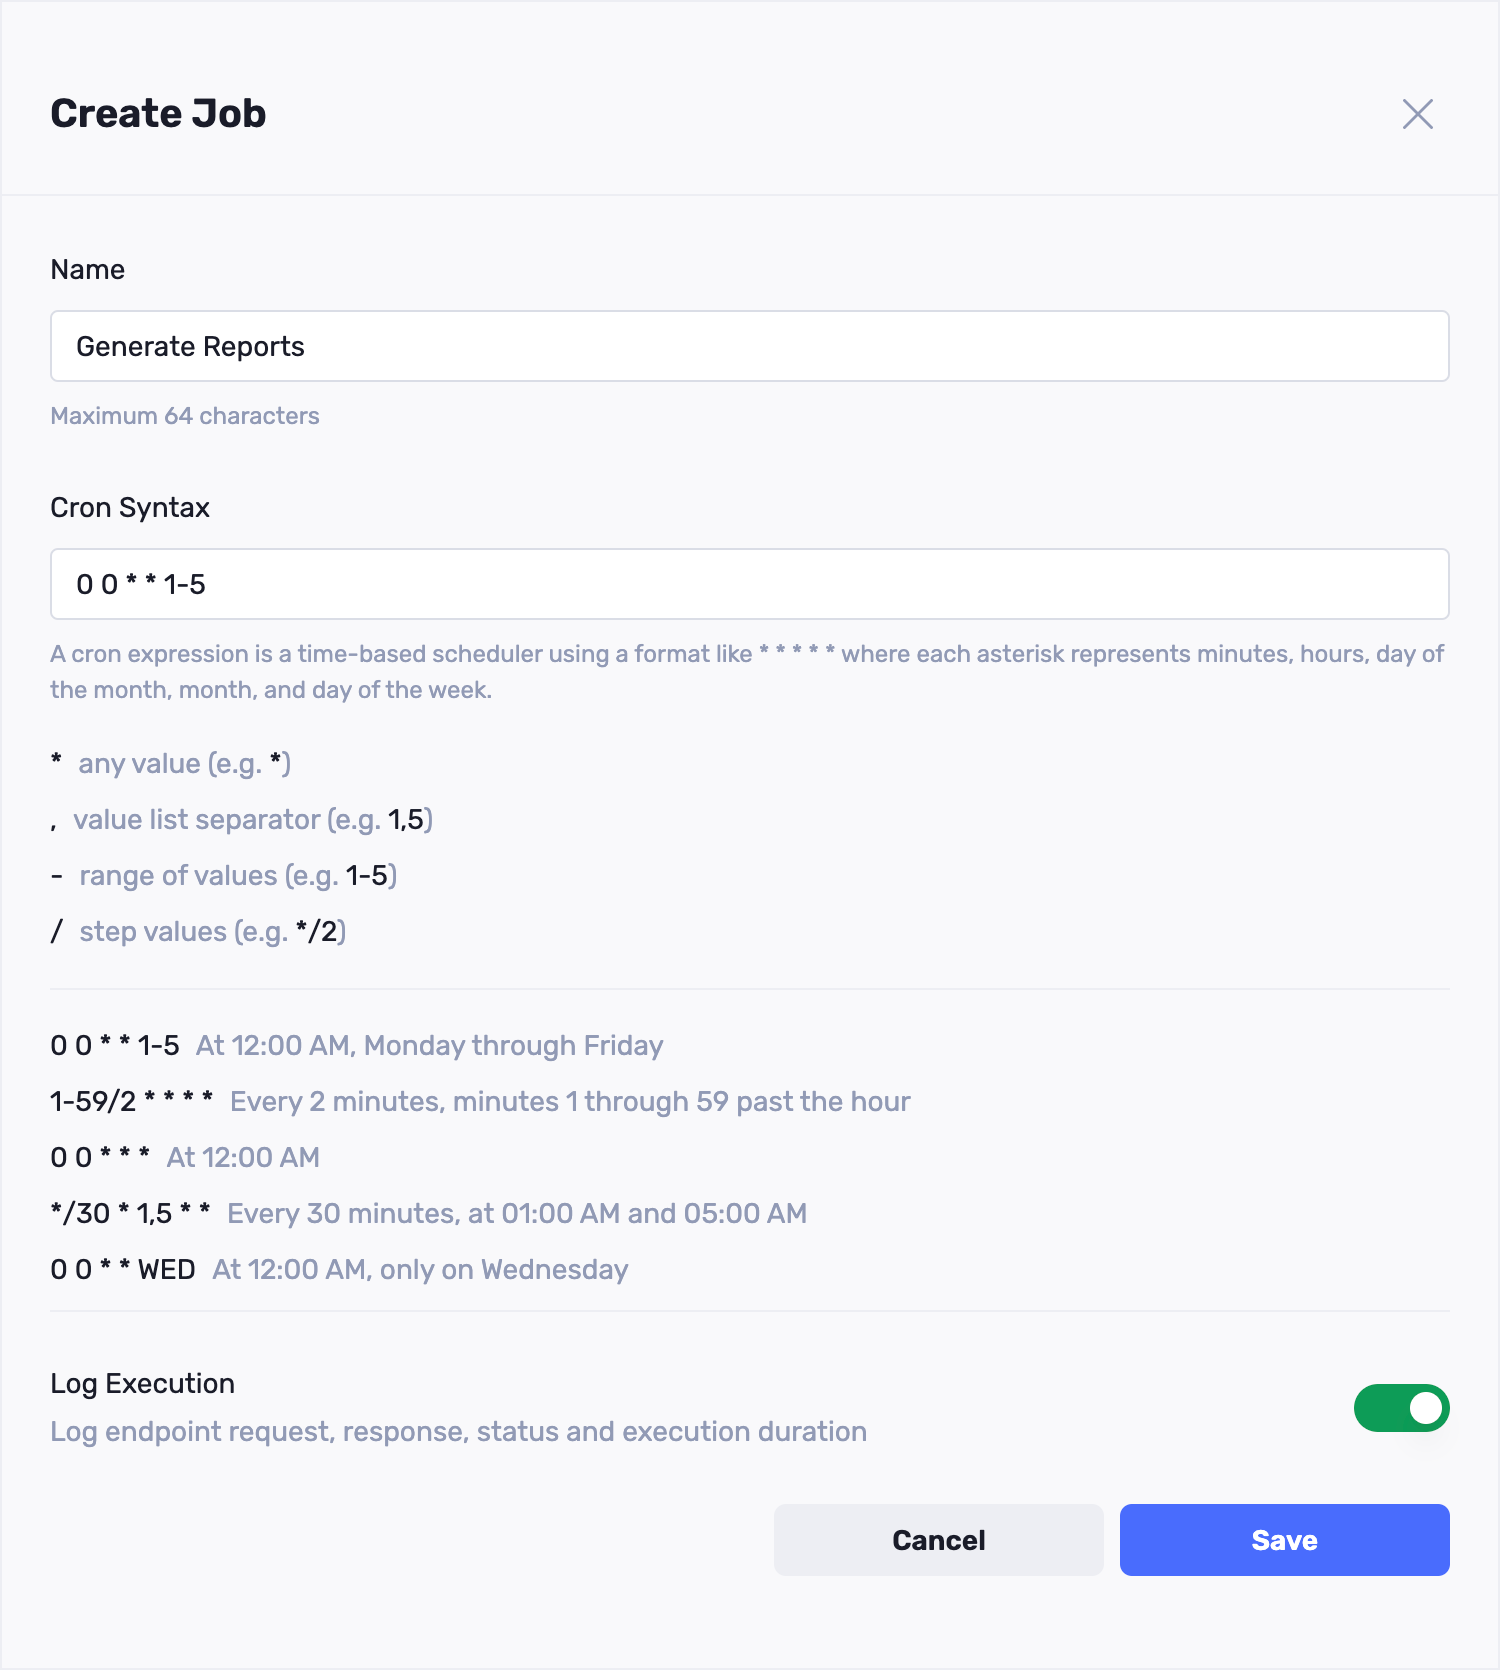 Create Job
Name
Generate Reports
Maximum 64 characters
Cron Syntax
0 0 * * 1-5
A cron expression is a time-based scheduler using a format like * * * * * where each asterisk represents minutes, hours, day of
the month, month, and day of the week.
* any value (e.g. *)
, value list separator (e.g. 1,5)
- range of values (e.g. 1-5)
/ step values (e.g. */2)
0 0 * * 1-5 At 12:00 AM, Monday through Friday
1-59/2 * * * * Every 2 minutes, minutes 1 through 59 past the hour
0 0 * * * At 12:00 AM
*/30 * 1,5 * * Every 30 minutes, at 01:00 AM and 05:00 AM
0 0 * * WED At 12:00 AM, only on Wednesday
Log Execution
Log endpoint request, response, status and execution duration
Cancel Save